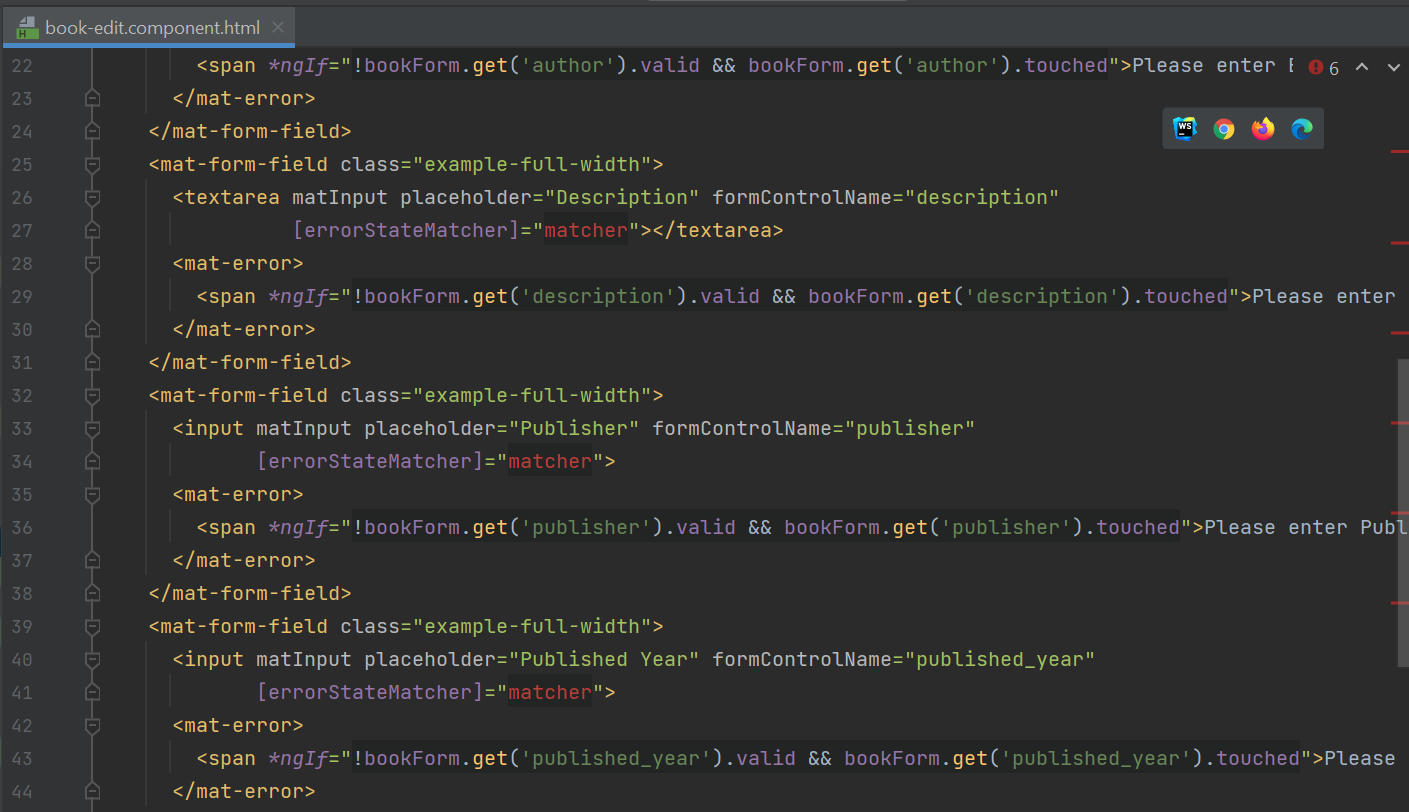 book-edit.component.html
22 <span *ngIf="!bookForm.get('author').valid && bookForm.get('author').touched">Please enter 6
23 </mat-error>
24 </mat-form-field>
25 <mat-form-field class="example-full-width">
26 <textarea matInput placeholder="Description" formControlName="description"
27 [errorStateMatcher]="matcher"></textarea>
28 <mat-error>
29 <span *ngIf="!bookForm.get('description').valid && bookForm.get('description').touched">Please enter
30 </mat-error>
31 </mat-form-field>
32 <mat-form-field class="example-full-width">
33 <input matInput placeholder="Publisher" formControlName="publisher"
34 [errorStateMatcher]="matcher">
35 <mat-error>
36 <span *ngIf="!bookForm.get('publisher').valid && bookForm.get('publisher').touched">Please enter Publ
37 </mat-error>
38 </mat-form-field>
39 <mat-form-field class="example-full-width">
40 <input matInput placeholder="Published Year" formControlName="published_year"
41 [errorStateMatcher]="matcher">
42 <mat-error>
43 <span *ngIf="!bookForm.get('published_year').valid && bookForm.get('published_year').touched">Please
44 </mat-error>
WS